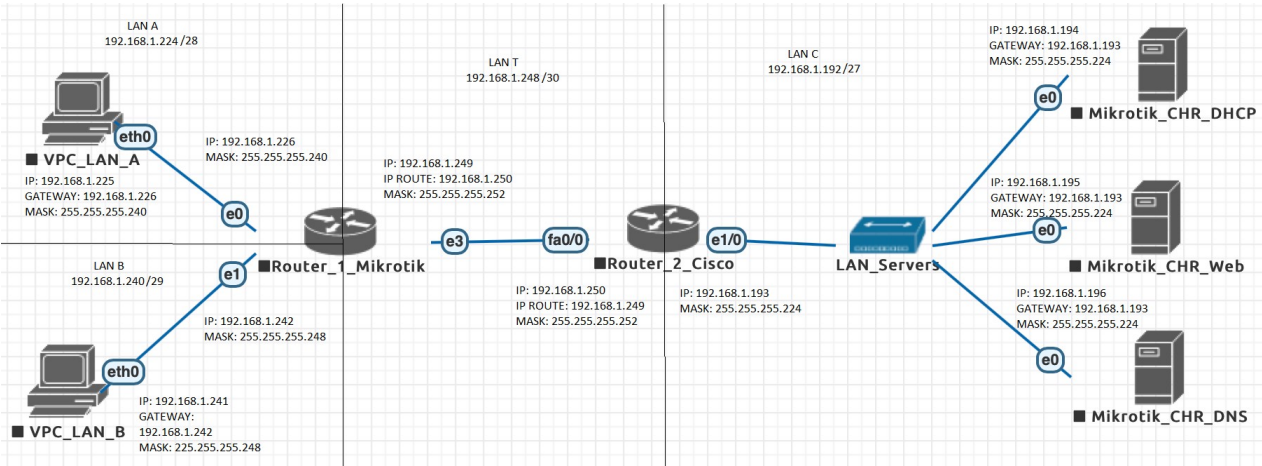 LAN A
192.168.1.224/28
eth0
VPC_LAN_A
IP: 192.168.1.225
GATEWAY: 192.168.1.226
MASK: 255.255.255.240
IP: 192.168.1.226
MASK: 255.255.255.240
e0
LAN B
192.168.1.240/29
e1
IP: 192.168.1.242
MASK: 255.255.255.248
eth0
VPC_LAN_B
IP: 192.168.1.241
GATEWAY:
192.168.1.242
MASK: 225.255.255.248
Router_1_Mikrotik
LAN T
192.168.1.248/30
IP: 192.168.1.249
IP ROUTE: 192.168.1.250
MASK: 255.255.255.252
e3
fa0/0
Router_2_Cisco
IP: 192.168.1.250
IP ROUTE: 192.168.1.249
MASK: 255.255.255.252
LAN C
192.168.1.192/27
e1/0
IP: 192.168.1.193
MASK: 255.255.255.224
LAN_Servers
IP: 192.168.1.194
GATEWAY: 192.168.1.193
MASK: 255.255.255.224
e0
Mikrotik_CHR_DHCP
IP: 192.168.1.195
GATEWAY: 192.168.1.193
MASK: 255.255.255.224
e0
Mikrotik_CHR_Web
IP: 192.168.1.196
GATEWAY: 192.168.1.193
MASK: 255.255.255.224
e0
Mikrotik_CHR_DNS